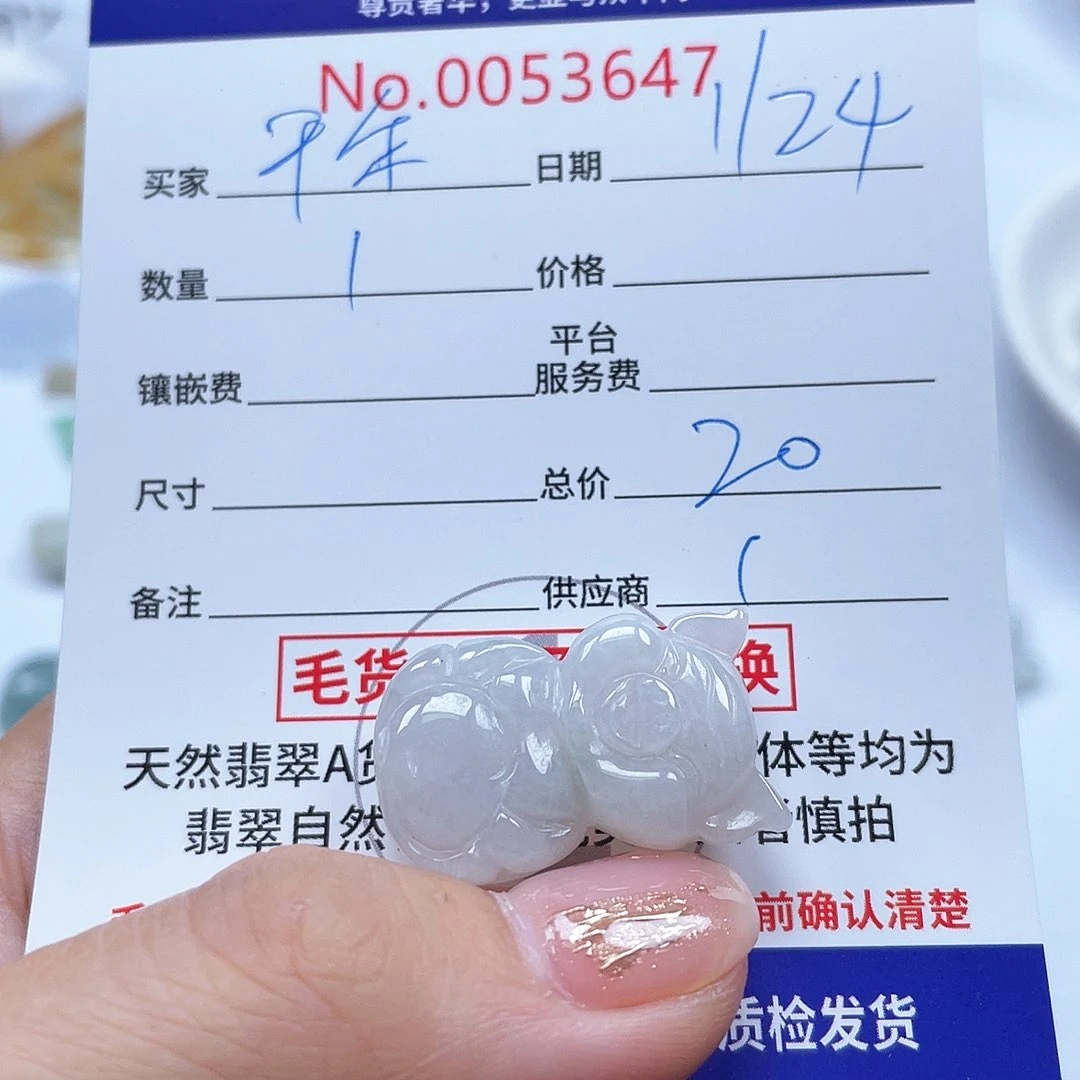 No.0053647
买家 平生 日期 1/24
数量 1 价格
平台
镶嵌费 服务费
尺寸 总价 20
备注 供应商
毛货 换
天然翡翠A货 体等均为
翡翠自然 慎拍
前确认清楚
质检发货